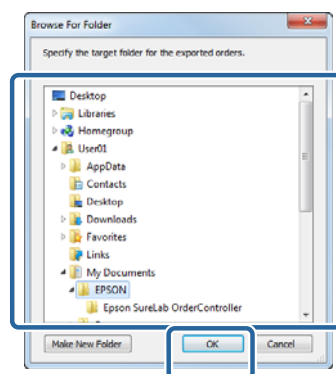 Browse For Folder
Specify the target folder for the exported orders.
Desktop
Libraries
Homegroup
User01
AppData
Contacts
Desktop
Downloads
Favorites
Links
My Documents
EPSON
Epson SureLab OrderController
Make New Folder
OK
Cancel